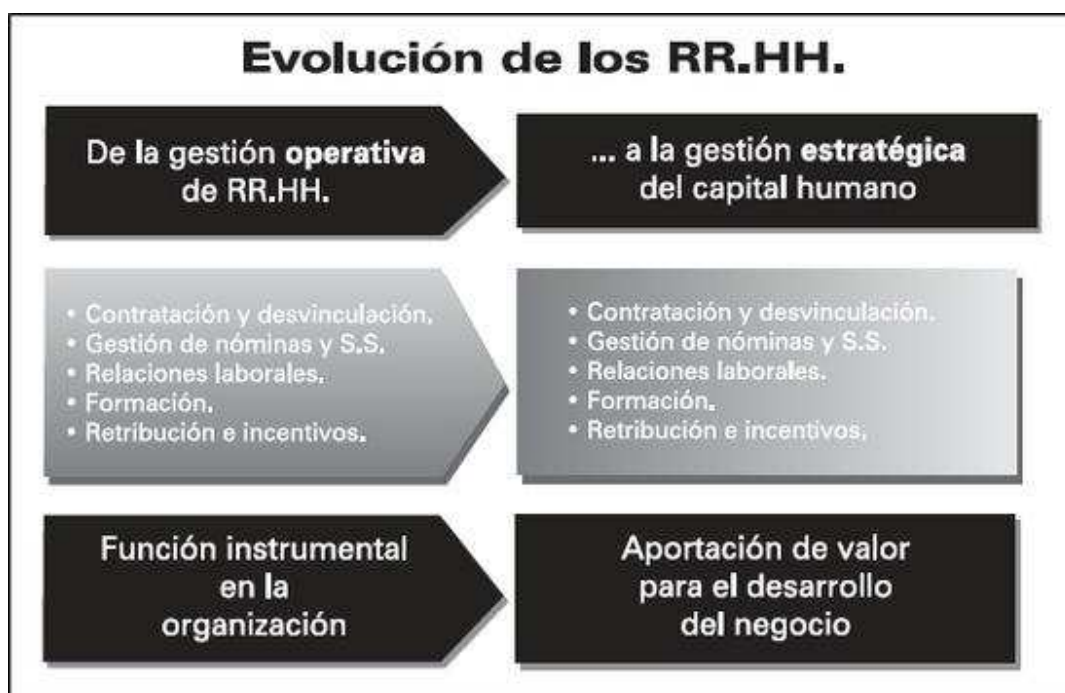 Evolución de los RR.HH.
De la gestión operativa
de RR.HH.
... a la gestión estratégica
del capital humano
• Contratación y desvinculación.
• Gestión de nóminas y S.S.
• Relaciones laborales.
• Formación.
• Retribución e incentivos.
• Contratación y desvinculación.
• Gestión de nóminas y S.S.
• Relaciones laborales.
• Formación.
• Retribución e incentivos.
Función instrumental
en la
organización
Aportación de valor
para el desarrollo
del negocio